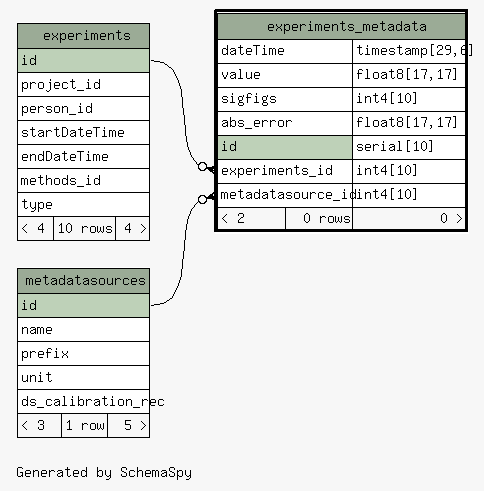 experiments
id
project_id
person_id
startDateTime
endDateTime
methods_id
type
< 4 10 rows 4 >
experiments_metadata
dateTime timestamp[29,6]
value float8[17,17]
sigfigs int4[10]
abs_error float8[17,17]
id serial[10]
experiments_id int4[10]
metadatasource_id int4[10]
< 2 0 rows 0 >
metadatasources
id
name
prefix
unit
ds_calibration_rec
< 3 1 row 5 >
Generated by SchemaSpy